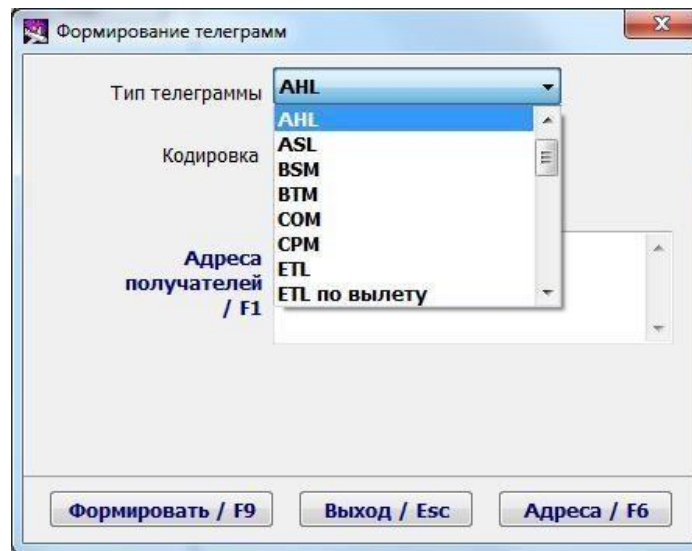 Формирование телеграмм
Тип телеграммы AHL
AHL
ASL
Кодировка
BSM
BTM
COM
CPM
ETL
ETL по вылету
Адреса
получателей
/ F1
Формировать / F9 Выход / Esc Адреса / F6